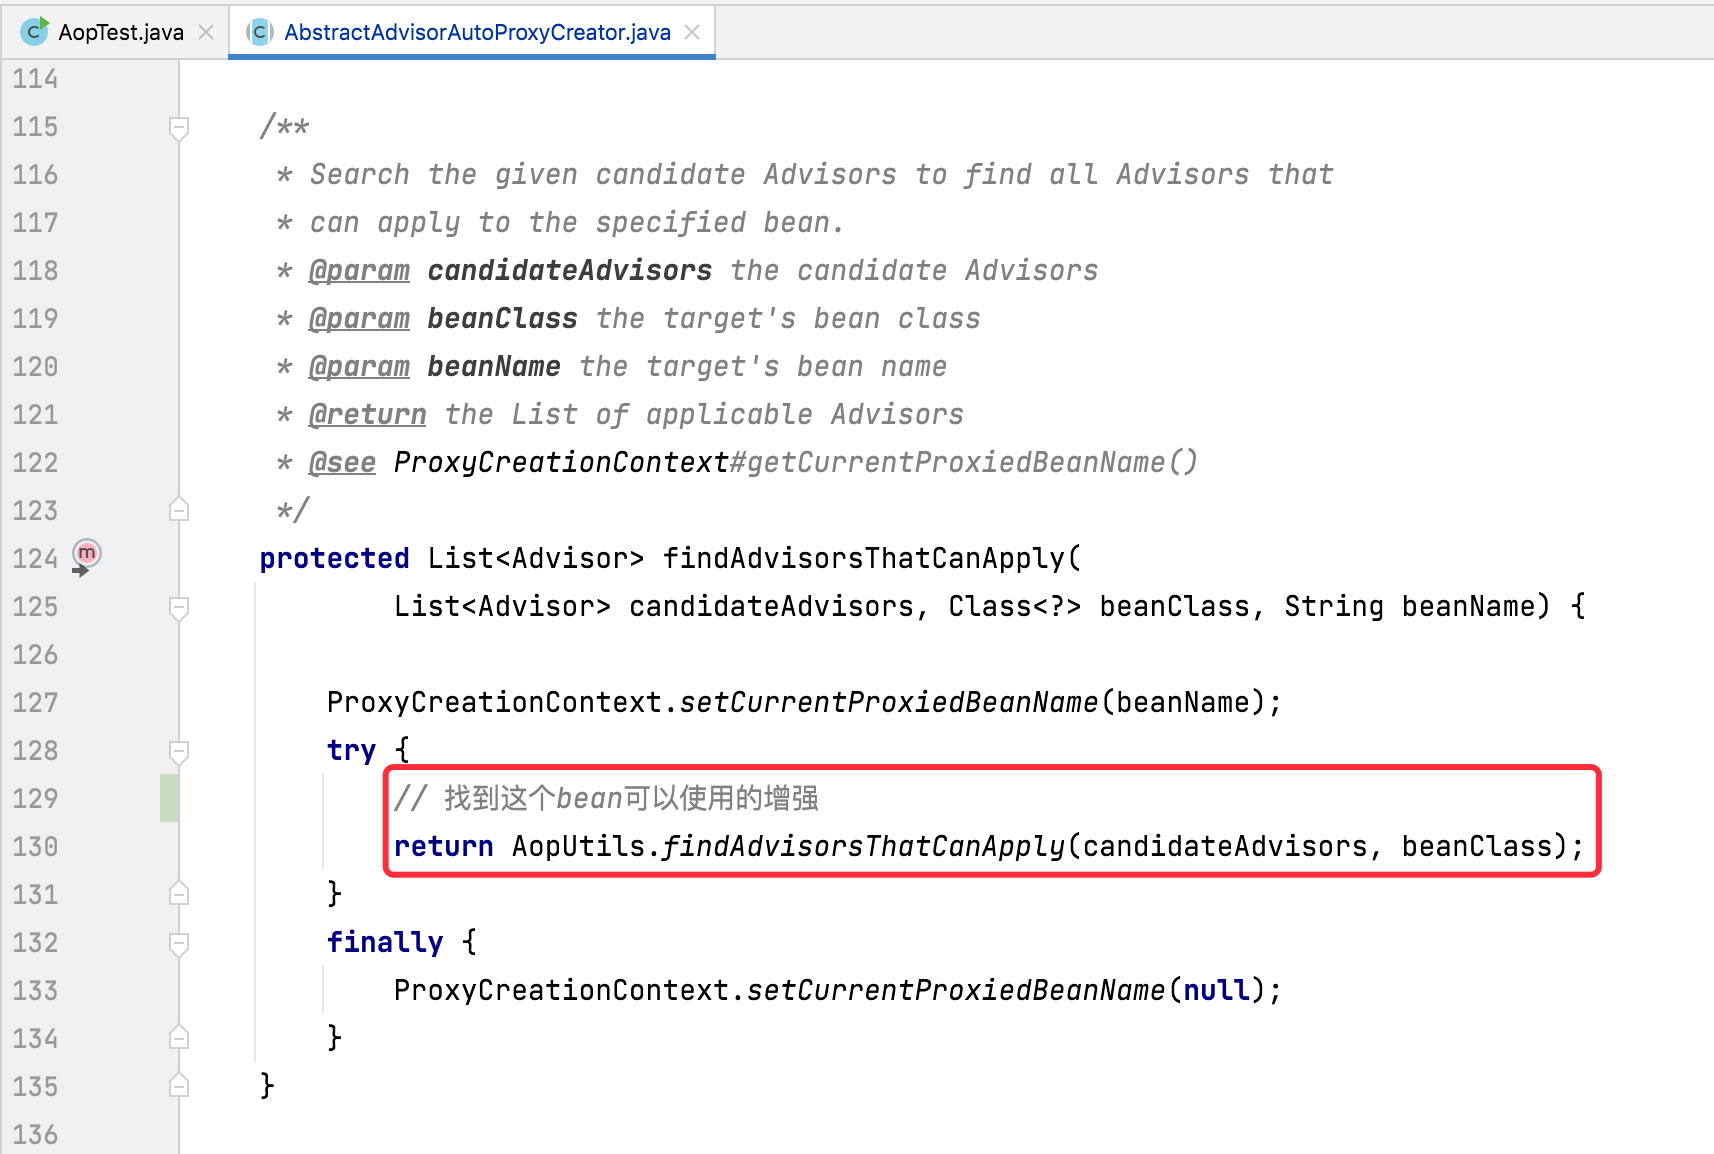 AopTest.java AbstractAdvisorAutoProxyCreator.java
114
115 /**
116 * Search the given candidate Advisors to find all Advisors that
117 * can apply to the specified bean.
118 * @param candidateAdvisors the candidate Advisors
119 * @param beanClass the target's bean class
120 * @param beanName the target's bean name
121 * @return the List of applicable Advisors
122 * @see ProxyCreationContext#getCurrentProxiedBeanName()
123 */
124 protected List<Advisor> findAdvisorsThatCanApply(
125 List<Advisor> candidateAdvisors, Class<?> beanClass, String beanName) {
126
127 ProxyCreationContext.setCurrentProxiedBeanName(beanName);
128 try {
129 // 找到这个bean可以使用的增强
130 return AopUtils.findAdvisorsThatCanApply(candidateAdvisors, beanClass);
131 }
132 finally {
133 ProxyCreationContext.setCurrentProxiedBeanName(null);
134 }
135 }
136